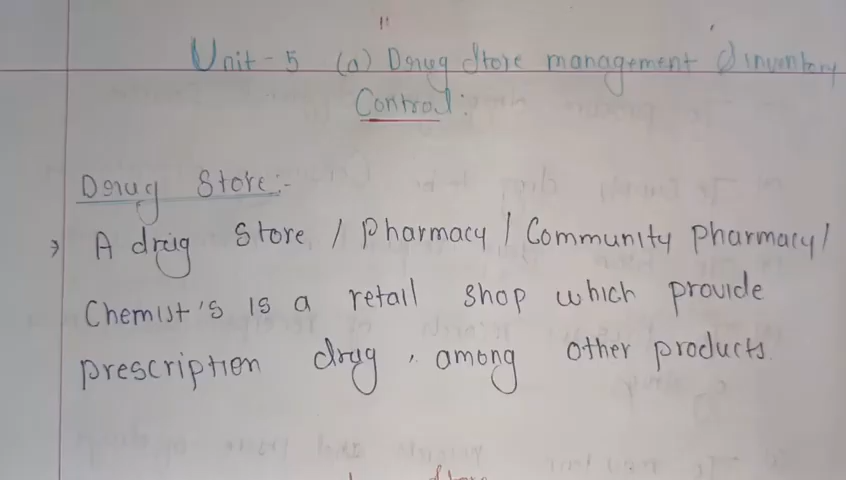 Unit-5 (a) Drug Store management & inventory
Control:
Drug Store:-
→ A drug Store / Pharmacy / Community Pharmacy/
Chemist's is a retail shop which provide
prescription drug, among other products.